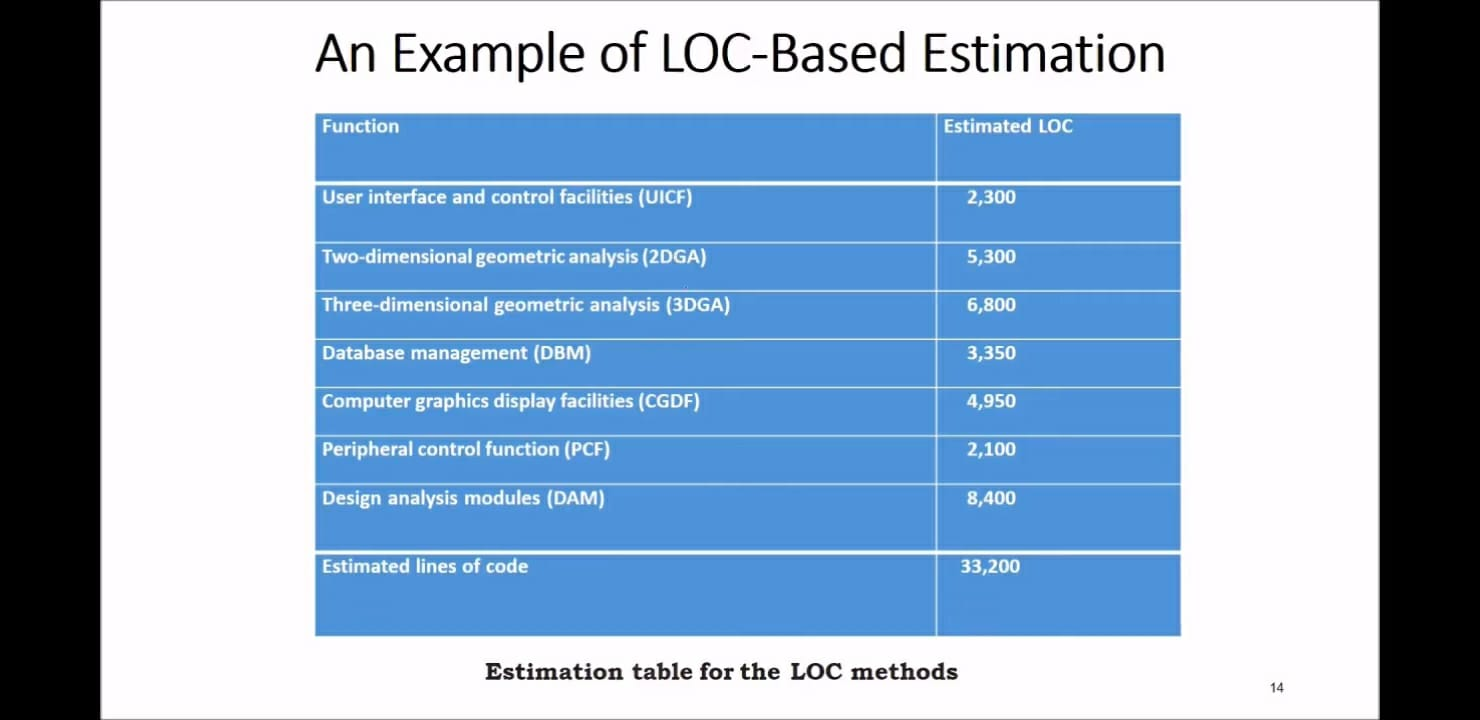 An Example of LOC-Based Estimation
Function Estimated LOC
User interface and control facilities (UICF) 2,300
Two-dimensional geometric analysis (2DGA) 5,300
Three-dimensional geometric analysis (3DGA) 6,800
Database management (DBM) 3,350
Computer graphics display facilities (CGDF) 4,950
Peripheral control function (PCF) 2,100
Design analysis modules (DAM) 8,400
Estimated lines of code 33,200
Estimation table for the LOC methods
14